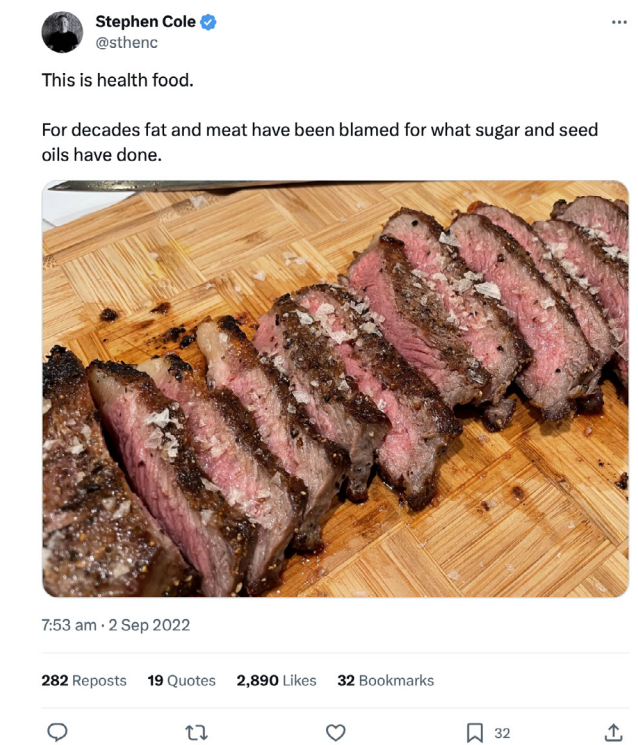 Stephen Cole
@sthenc
This is health food.
For decades fat and meat have been blamed for what sugar and seed
oils have done.
7:53 am · 2 Sep 2022
282 Reposts 19 Quotes 2,890 Likes 32 Bookmarks
32